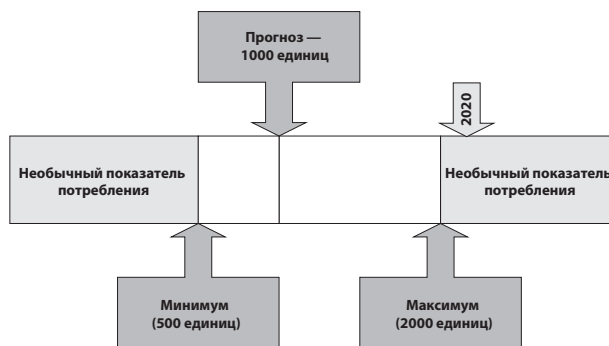 Прогноз —
1000 единиц
2020
Необычный показатель
потребления
Необычный показатель
потребления
Минимум
(500 единиц)
Максимум
(2000 единиц)